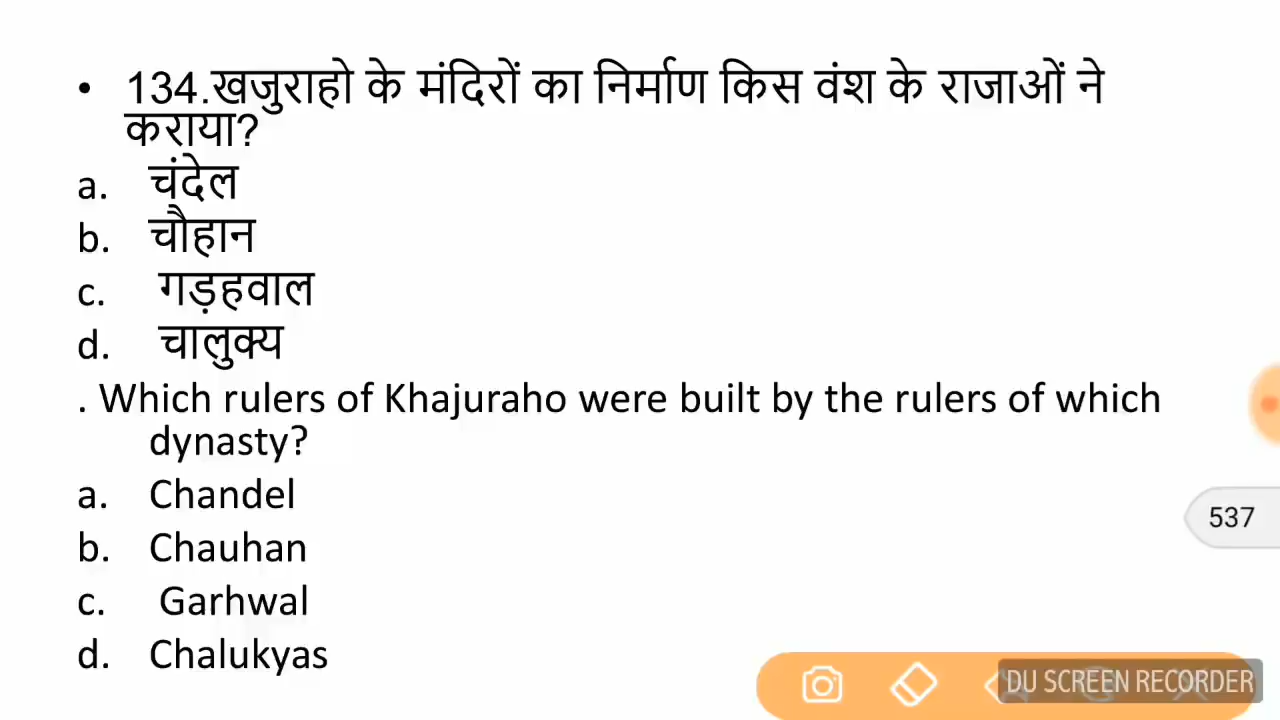 • 134.खजुराहो के मंदिरों का निर्माण किस वंश के राजाओं ने
कराया?
a. चंदेल
b. चौहान
c. गड़हवाल
d. चालुक्य
. Which rulers of Khajuraho were built by the rulers of which
dynasty?
a. Chandel
b. Chauhan
c. Garhwal
d. Chalukyas
537
DU SCREEN RECORDER